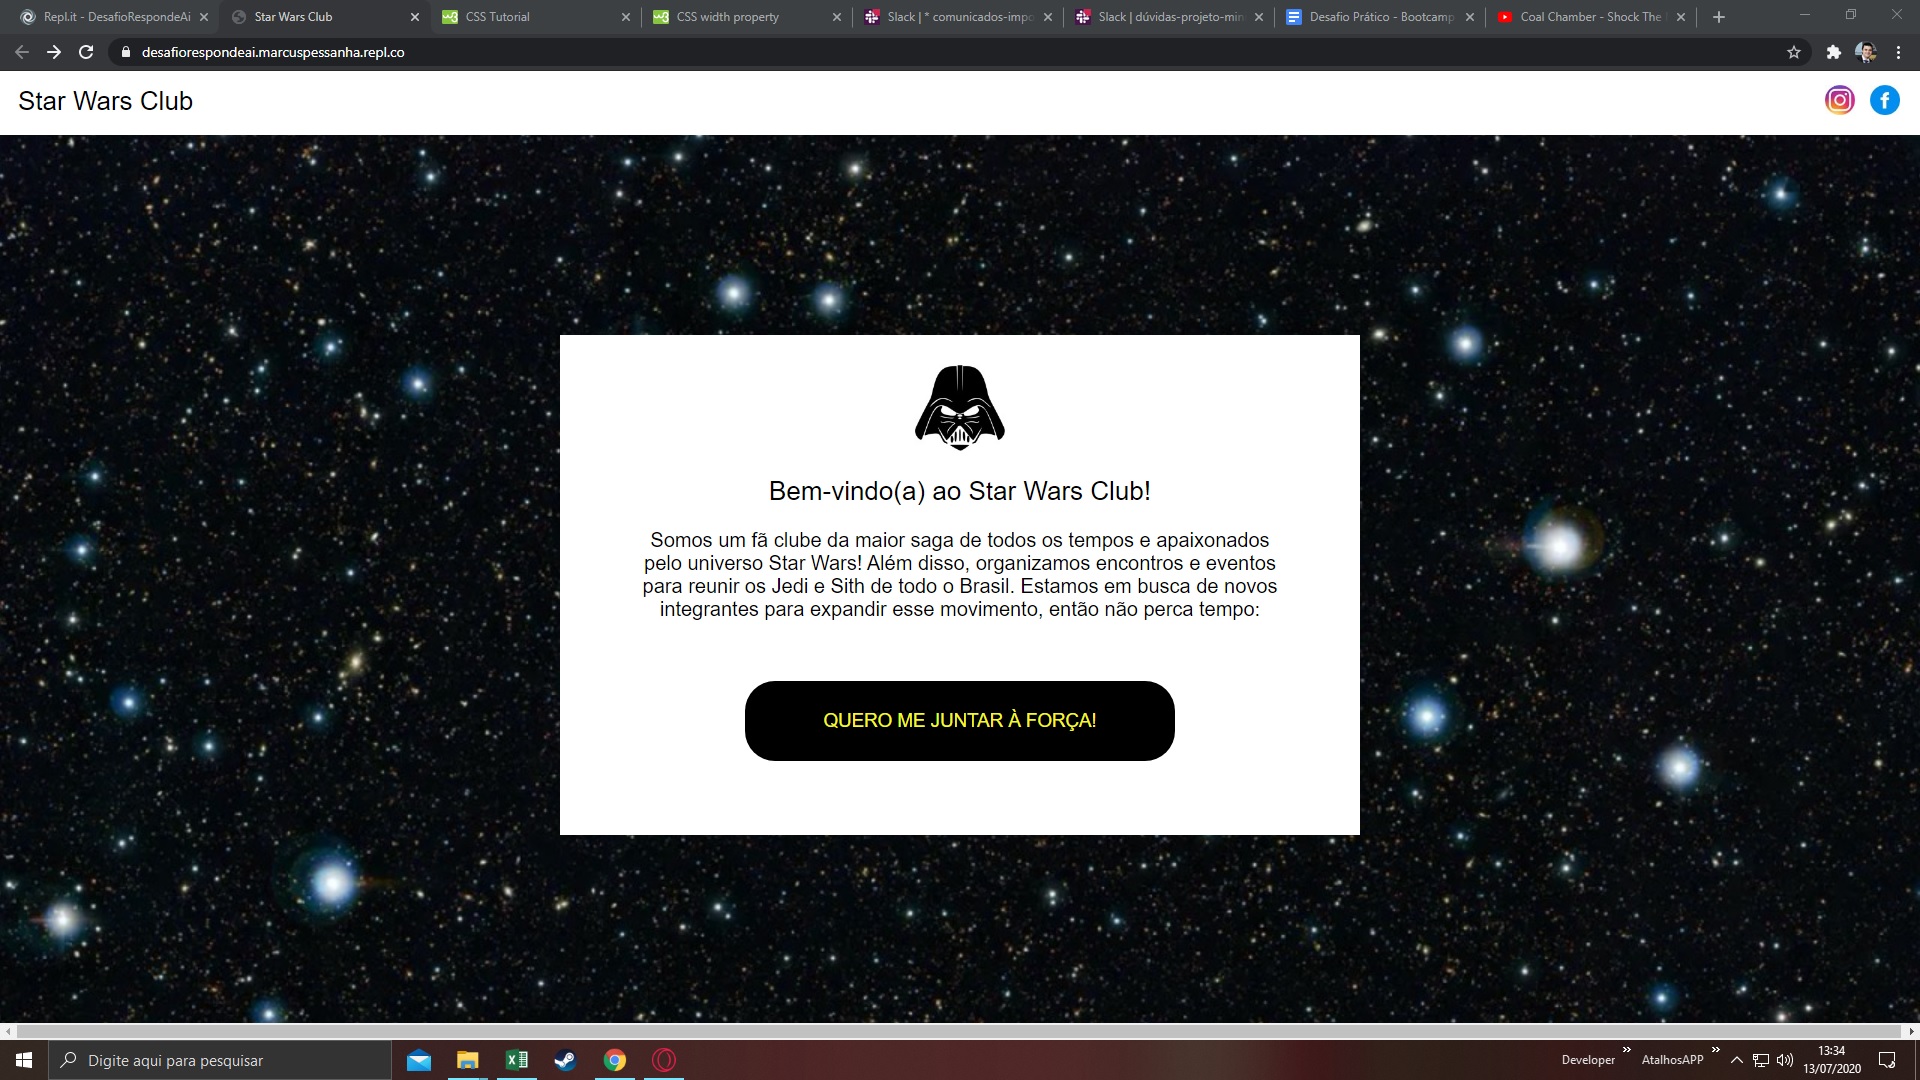 Repl.it - DesafioRespondeAi
Star Wars Club
CSS Tutorial
CSS width property
Slack | * comunicados-impo
Slack | dúvidas-projeto-min
Desafio Prático - Bootcamp
Coal Chamber - Shock The
desafiorespondeai.marcuspessanha.repl.co
Star Wars Club
Bem-vindo(a) ao Star Wars Club!
Somos um fã clube da maior saga de todos os tempos e apaixonados
pelo universo Star Wars! Além disso, organizamos encontros e eventos
para reunir os Jedi e Sith de todo o Brasil. Estamos em busca de novos
integrantes para expandir esse movimento, então não perca tempo:
QUERO ME JUNTAR À FORÇA!
Digite aqui para pesquisar
Developer
AtalhosAPP
13:34
13/07/2020